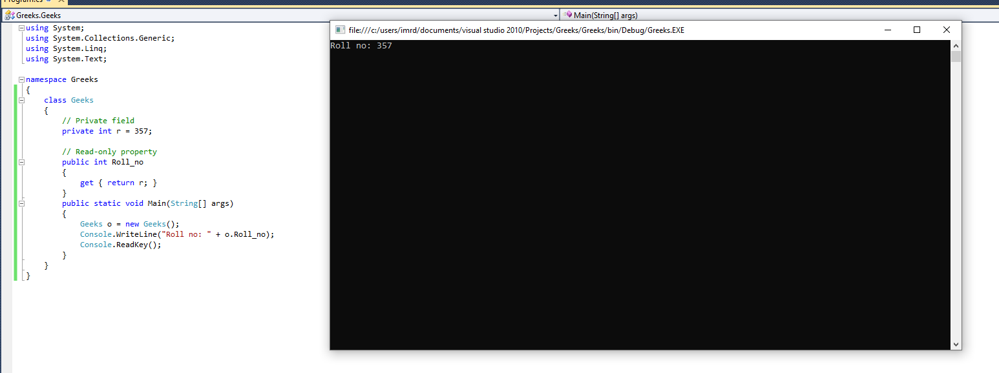 Program.cs
Greeks.Geeks
Main(String[] args)
using System;
using System.Collections.Generic;
using System.Linq;
using System.Text;
namespace Greeks
{
class Geeks
{
// Private field
private int r = 357;
// Read-only property
public int Roll_no
{
get { return r; }
}
public static void Main(String[] args)
{
Geeks o = new Geeks();
Console.WriteLine("Roll no: " + o.Roll_no);
Console.ReadKey();
}
}
}
file:///c:/users/imrd/documents/visual studio 2010/Projects/Greeks/Greeks/bin/Debug/Greeks.EXE
Roll no: 357